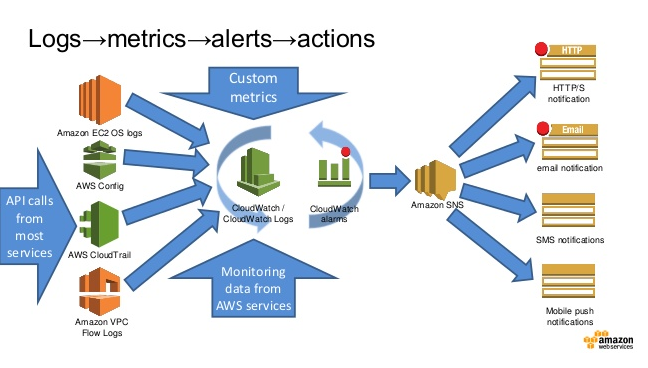 Logs→metrics→alerts→actions
Custom
metrics
HTTP
HTTP/S
notification
Amazon EC2 OS logs
AWS Config
API calls
from
most
services
AWS CloudTrail
Amazon VPC
Flow Logs
CloudWatch /
CloudWatch Logs
CloudWatch
alarms
Monitoring
data from
AWS services
Amazon SNS
Email
email notification
SMS notifications
Mobile push
notifications
amazon
webservices